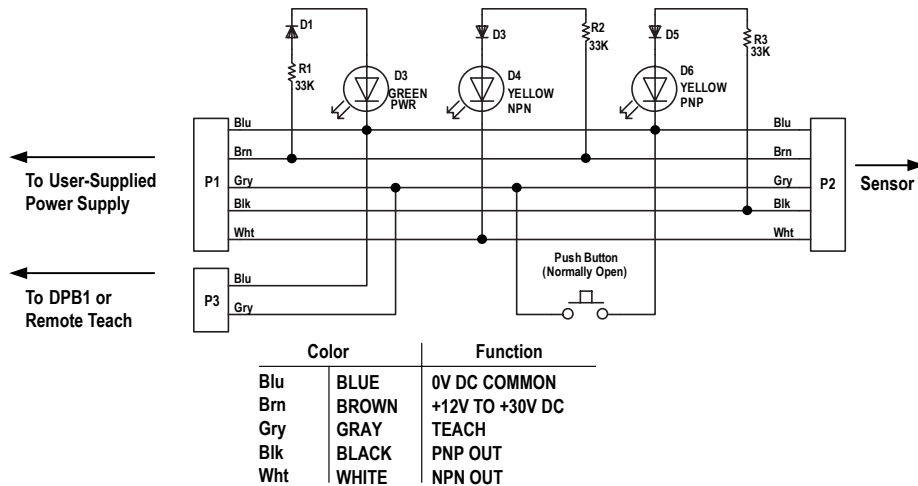 D1
R1
33K
D3
GREEN
PWR
D3
D4
YELLOW
NPN
R2
33K
D5
D6
YELLOW
PNP
R3
33K
To User-Supplied
Power Supply
P1
Blu
Brn
Gry
Blk
Wht
Blu
Brn
Gry
Blk
Wht
P2
Sensor
To DPB1 or
Remote Teach
P3
Blu
Gry
Push Button
(Normally Open)
Color Function
Blu BLUE 0V DC COMMON
Brn BROWN +12V TO +30V DC
Gry GRAY TEACH
Blk BLACK PNP OUT
Wht WHITE NPN OUT